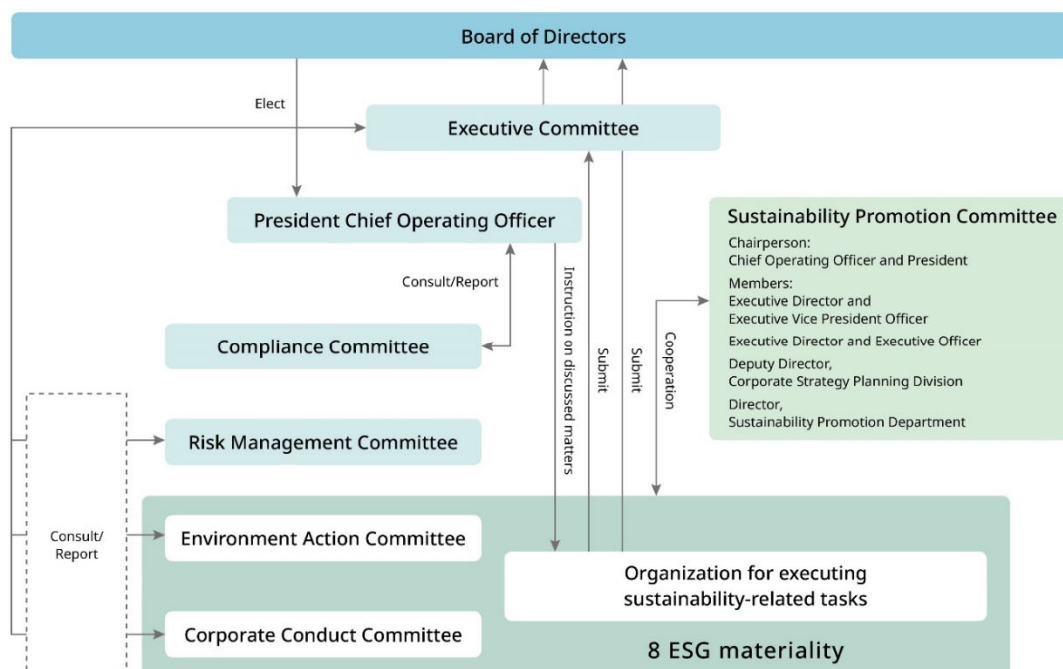 Board of Directors
Elect
Executive Committee
President Chief Operating Officer
Consult/Report
Compliance Committee
Risk Management Committee
Consult/
Report
Environment Action Committee
Corporate Conduct Committee
Instruction on discussed matters
Submit
Submit
Cooperation
Sustainability Promotion Committee
Chairperson:
Chief Operating Officer and President
Members:
Executive Director and
Executive Vice President Officer
Executive Director and Executive Officer
Deputy Director,
Corporate Strategy Planning Division
Director,
Sustainability Promotion Department
Organization for executing
sustainability-related tasks
8 ESG materiality